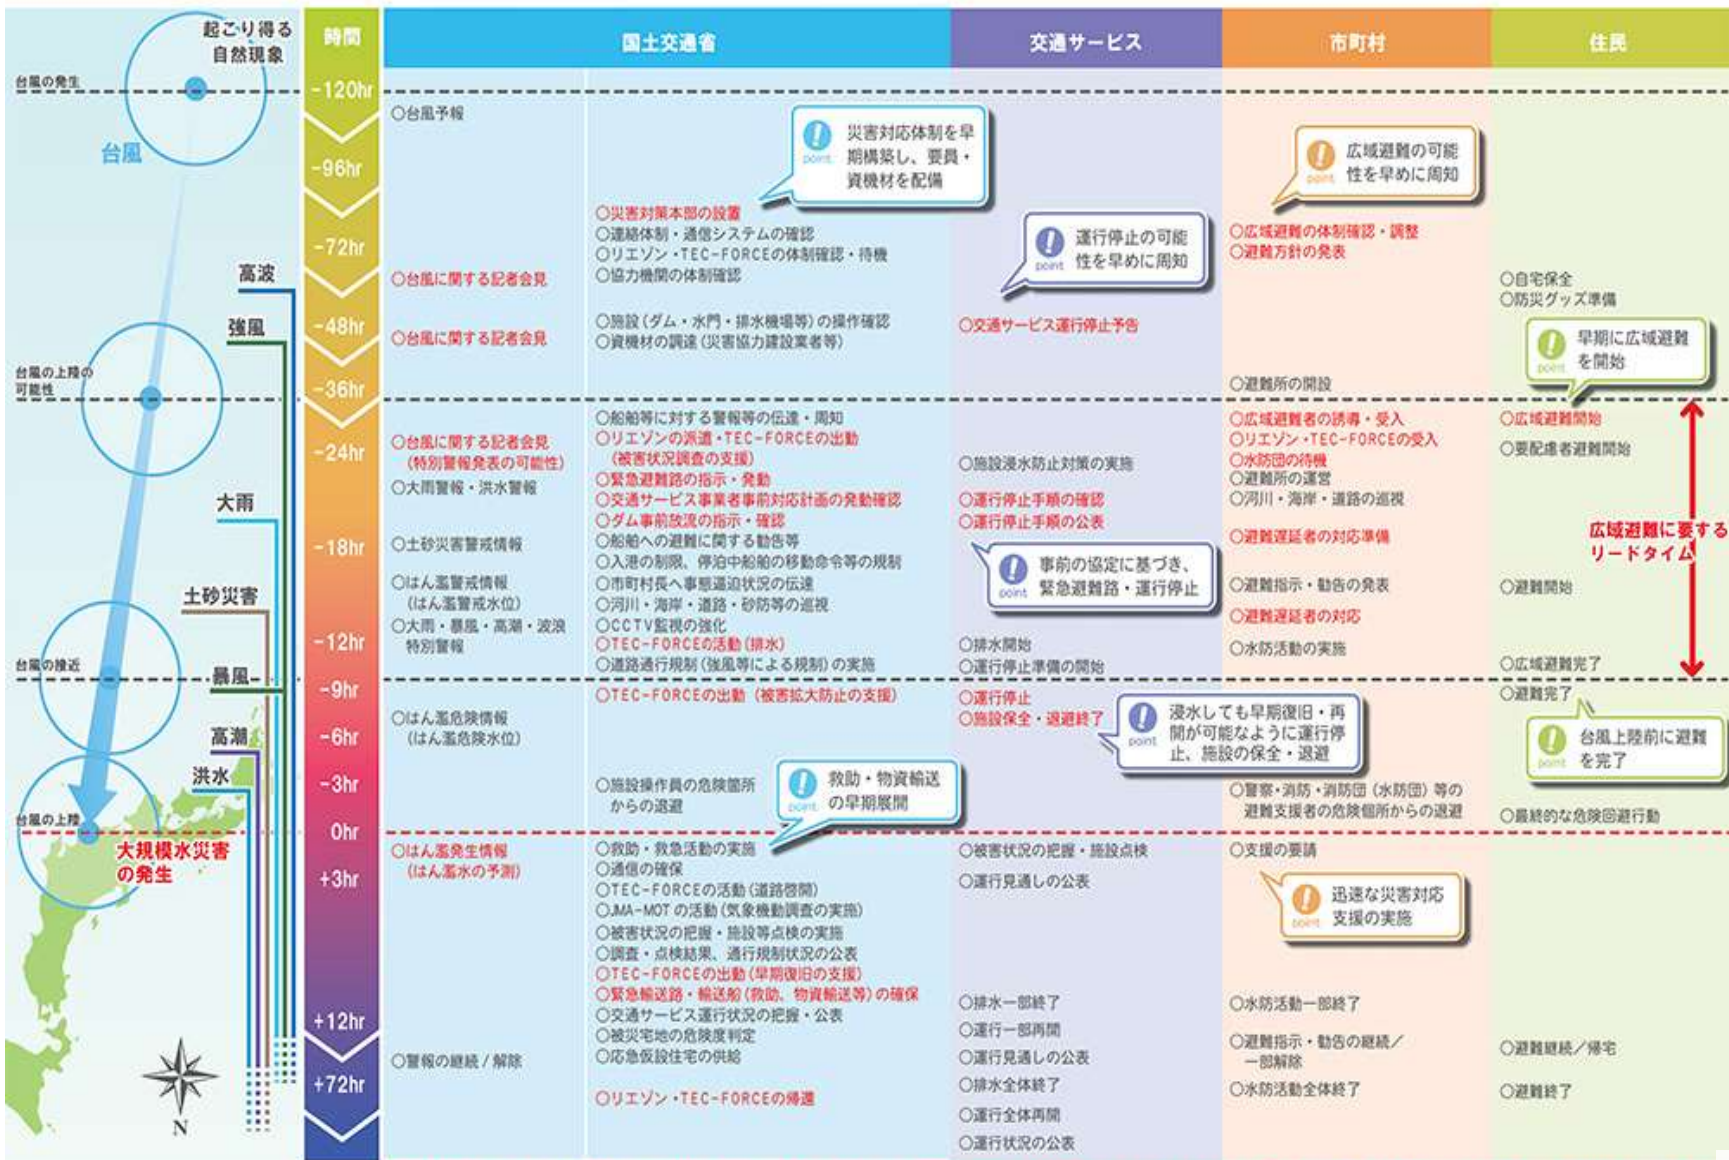 起こり得る
自然現象
時間
国土交通省
交通サービス
市町村
住民
台風の発生
台風
高波
強風
台風の上陸の
可能性
大雨
土砂災害
台風の接近
暴風
高潮
洪水
台風の上陸
大規模水災害
の発生
N
-120hr
-96hr
-72hr
-48hr
-36hr
-24hr
-18hr
-12hr
-9hr
-6hr
-3hr
0hr
+3hr
+12hr
+72hr
○台風予報
○台風に関する記者会見
○台風に関する記者会見
○台風に関する記者会見
(特別警報発表の可能性)
○大雨警報・洪水警報
○土砂災害警戒情報
○はん濫警戒情報
(はん濫警戒水位)
○大雨・暴風・高潮・波浪
特別警報
○はん濫危険情報
(はん濫危険水位)
○はん濫発生情報
(はん濫水の予測)
○警報の継続/解除
! point
災害対応体制を早
期構築し、要員・
資機材を配備
○災害対策本部の設置
○連絡体制・通信システムの確認
○リエゾン・TEC-FORCEの体制確認・待機
○協力機関の体制確認
○施設(ダム・水門・排水機場等)の操作確認
○資機材の調達(災害協力建設業者等)
○船舶等に対する警報等の伝達・周知
○リエゾンの派遣・TEC-FORCEの出動
(被害状況調査の支援)
○緊急避難路の指示・発動
○交通サービス事業者事前対応計画の発動確認
○ダム事前放流の指示・確認
○船舶への避難に関する勧告等
○入港の制限、停泊中船舶の移動命令等の規制
○市町村長へ事態逼迫状況の伝達
○河川・海岸・道路・砂防等の巡視
○CCTV監視の強化
○TEC-FORCEの活動(排水)
○道路通行規制(強風等による規制)の実施
○TEC-FORCEの出動(被害拡大防止の支援)
○施設操作員の危険箇所
からの退避
! point
救助・物資輸送
の早期展開
○救助・救急活動の実施
○通信の確保
○TEC-FORCEの活動(道路啓開)
○JMA-MOTの活動(気象機動調査の実施)
○被害状況の把握・施設等点検の実施
○調査・点検結果、通行規制状況の公表
○TEC-FORCEの出動(早期復旧の支援)
○緊急輸送路・輸送船(救助、物資輸送等)の確保
○交通サービス運行状況の把握・公表
○被災宅地の危険度判定
○応急仮設住宅の供給
○リエゾン・TEC-FORCEの帰還
! point
運行停止の可能
性を早めに周知
○交通サービス運行停止予告
○施設浸水防止対策の実施
○運行停止手順の確認
○運行停止手順の公表
! point
事前の協定に基づき、
緊急避難路・運行停止
○排水開始
○運行停止準備の開始
○運行停止
○施設保全・退避終了
! point
浸水しても早期復旧・再
開が可能なように運行停
止、施設の保全・退避
○被害状況の把握・施設点検
○運行見通しの公表
○排水一部終了
○運行一部再開
○運行見通しの公表
○排水全体終了
○運行全体再開
○運行状況の公表
! point
広域避難の可能
性を早めに周知
○広域避難の体制確認・調整
○避難方針の発表
○避難所の開設
○広域避難者の誘導・受入
○リエゾン・TEC-FORCEの受入
○水防団の待機
○避難所の運営
○河川・海岸・道路の巡視
○避難遅延者の対応準備
○避難指示・勧告の発表
○避難遅延者の対応
○水防活動の実施
○警察・消防・消防団(水防団)等の
避難支援者の危険個所からの退避
○支援の要請
! point
迅速な災害対応
支援の実施
○水防活動一部終了
○避難指示・勧告の継続/
一部解除
○水防活動全体終了
○自宅保全
○防災グッズ準備
! point
早期に広域避難
を開始
○広域避難開始
○要配慮者避難開始
広域避難に要する
リードタイム
○避難開始
○広域避難完了
○避難完了
! point
台風上陸前に避難
を完了
○最終的な危険回避行動
○避難継続/帰宅
○避難終了